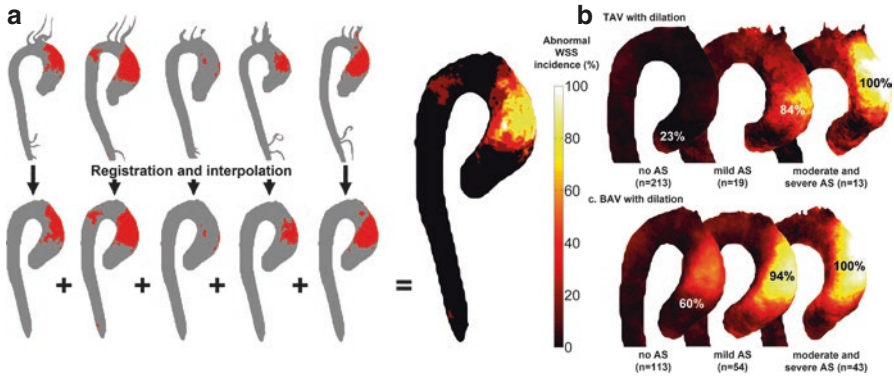 a
Registration and interpolation
+ + + + =
Abnormal
WSS
incidence (%)
100
80
60
40
20
0
b
TAV with dilation
23%
84%
100%
no AS
(n=213)
mild AS
(n=19)
moderate and
severe AS (n=13)
c. BAV with dilation
60%
94%
100%
no AS
(n=113)
mild AS
(n=54)
moderate and
severe AS (n=43)